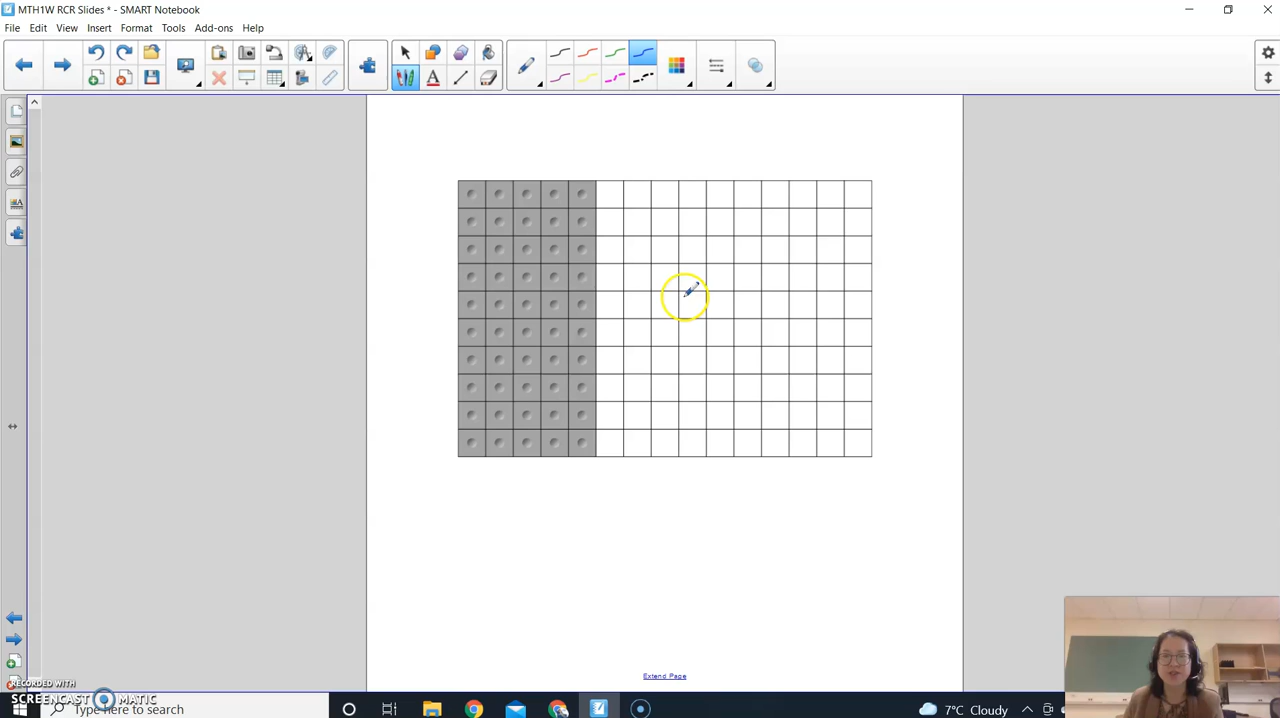 MTH1W RCR Slides * - SMART Notebook
File Edit View Insert Format Tools Add-ons Help
Extend Page
RECORDED WITH
SCREENCAST MATIC
Type here to search
7°C Cloudy